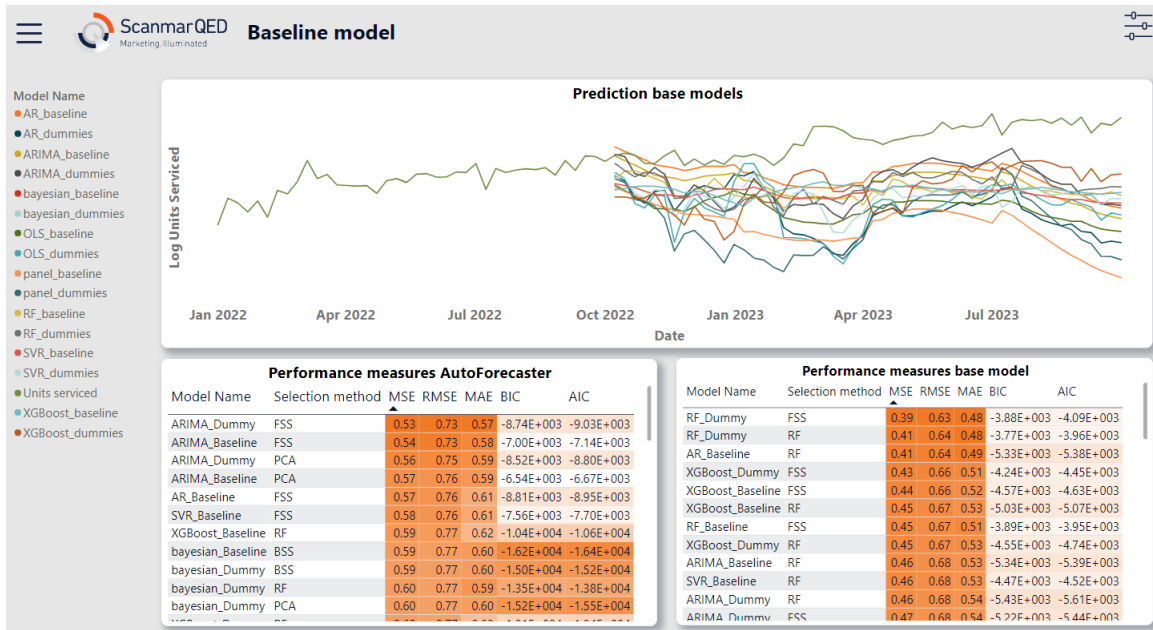 ScanmarQED
Marketing.Illuminated
Baseline model
Model Name
AR_baseline
AR_dummies
ARIMA_baseline
ARIMA_dummies
bayesian_baseline
bayesian_dummies
OLS_baseline
OLS_dummies
panel_baseline
panel_dummies
RF_baseline
RF_dummies
SVR_baseline
SVR_dummies
Units serviced
XGBoost_baseline
XGBoost_dummies
Prediction base models
Log Units Serviced
Jan 2022 Apr 2022 Jul 2022 Oct 2022 Jan 2023 Apr 2023 Jul 2023
Date
Performance measures AutoForecaster
Model Name Selection method MSE RMSE MAE BIC AIC
ARIMA_Dummy FSS 0.53 0.73 0.57 -8.74E+003 -9.03E+003
ARIMA_Baseline FSS 0.54 0.73 0.58 -7.00E+003 -7.14E+003
ARIMA_Dummy PCA 0.56 0.75 0.59 -8.52E+003 -8.80E+003
ARIMA_Baseline PCA 0.57 0.76 0.59 -6.54E+003 -6.67E+003
AR_Baseline FSS 0.57 0.76 0.61 -8.81E+003 -8.95E+003
SVR_Baseline FSS 0.58 0.76 0.61 -7.56E+003 -7.70E+003
XGBoost_Baseline RF 0.59 0.77 0.62 -1.04E+004 -1.06E+004
bayesian_Baseline BSS 0.59 0.77 0.60 -1.62E+004 -1.64E+004
bayesian_Dummy BSS 0.59 0.77 0.60 -1.50E+004 -1.52E+004
bayesian_Dummy RF 0.60 0.77 0.59 -1.35E+004 -1.38E+004
bayesian_Dummy PCA 0.60 0.77 0.60 -1.52E+004 -1.55E+004
Performance measures base model
Model Name Selection method MSE RMSE MAE BIC AIC
RF_Dummy FSS 0.39 0.63 0.48 -3.88E+003 -4.09E+003
RF_Dummy RF 0.41 0.64 0.48 -3.77E+003 -3.96E+003
AR_Baseline RF 0.41 0.64 0.49 -5.33E+003 -5.38E+003
XGBoost_Dummy FSS 0.43 0.66 0.51 -4.24E+003 -4.45E+003
XGBoost_Baseline FSS 0.44 0.66 0.52 -4.57E+003 -4.63E+003
XGBoost_Baseline RF 0.45 0.67 0.53 -5.03E+003 -5.07E+003
RF_Baseline FSS 0.45 0.67 0.51 -3.89E+003 -3.95E+003
XGBoost_Dummy RF 0.45 0.67 0.53 -4.55E+003 -4.74E+003
ARIMA_Baseline RF 0.46 0.68 0.53 -5.34E+003 -5.39E+003
SVR_Baseline RF 0.46 0.68 0.53 -4.47E+003 -4.52E+003
ARIMA_Dummy RF 0.46 0.68 0.54 -5.43E+003 -5.61E+003
ARIMA_Dummy FSS 0.47 0.68 0.54 -5.22E+003 -5.44E+003